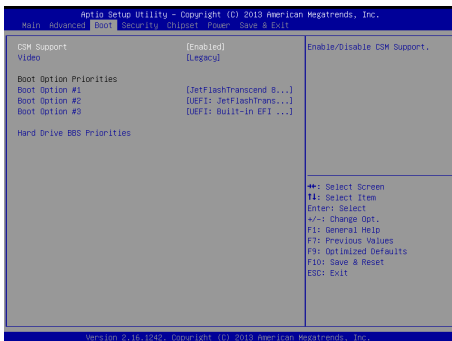 Aptio Setup Utility – Copyright (C) 2013 American Megatrends, Inc.
Main Advanced Boot Security Chipset Power Save & Exit
CSM Support [Enabled]
Video [Legacy]
Boot Option Priorities
Boot Option #1 [JetFlashTranscend 8...]
Boot Option #2 [UEFI: JetFlashTrans...]
Boot Option #3 [UEFI: Built-in EFI ...]
Hard Drive BBS Priorities
Enable/Disable CSM Support.
→←: Select Screen
↑↓: Select Item
Enter: Select
+/-: Change Opt.
F1: General Help
F7: Previous Values
F9: Optimized Defaults
F10: Save & Reset
ESC: Exit
Version 2.16.1242. Copyright (C) 2013 American Megatrends, Inc.